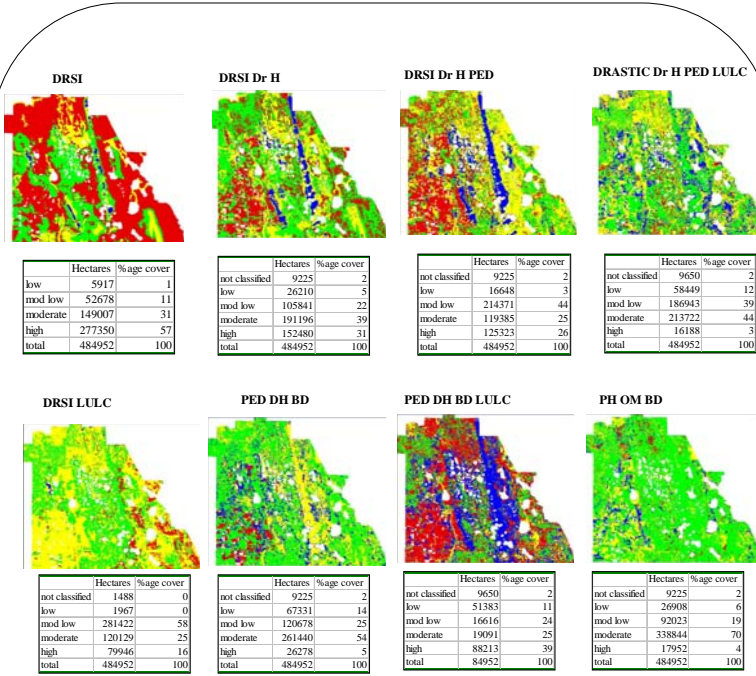 DRSI
DRSI Dr H
DRSI Dr H PED
DRASTIC Dr H PED LULC
Hectares %age cover
low 5917 1
mod low 52678 11
moderate 149007 31
high 277350 57
total 484952 100
Hectares %age cover
not classified 9225 2
low 26210 5
mod low 105841 22
moderate 191196 39
high 152480 31
total 484952 100
Hectares %age cover
not classified 9225 2
low 16648 3
mod low 214371 44
moderate 119385 25
high 125323 26
total 484952 100
Hectares %age cover
not classified 9650 2
low 58449 12
mod low 186943 39
moderate 213722 44
high 16188 3
total 484952 100
DRSI LULC
PED DH BD
PED DH BD LULC
PH OM BD
Hectares %age cover
not classified 1488 0
low 1967 0
mod low 281422 58
moderate 120129 25
high 79946 16
total 484952 100
Hectares %age cover
not classified 9225 2
low 67331 14
mod low 120678 25
moderate 261440 54
high 26278 5
total 484952 100
Hectares %age cover
not classified 9650 2
low 51383 11
mod low 16616 24
moderate 19091 25
high 88213 39
total 84952 100
Hectares %age cover
not classified 9225 2
low 26908 6
mod low 92023 19
moderate 338844 70
high 17952 4
total 484952 100